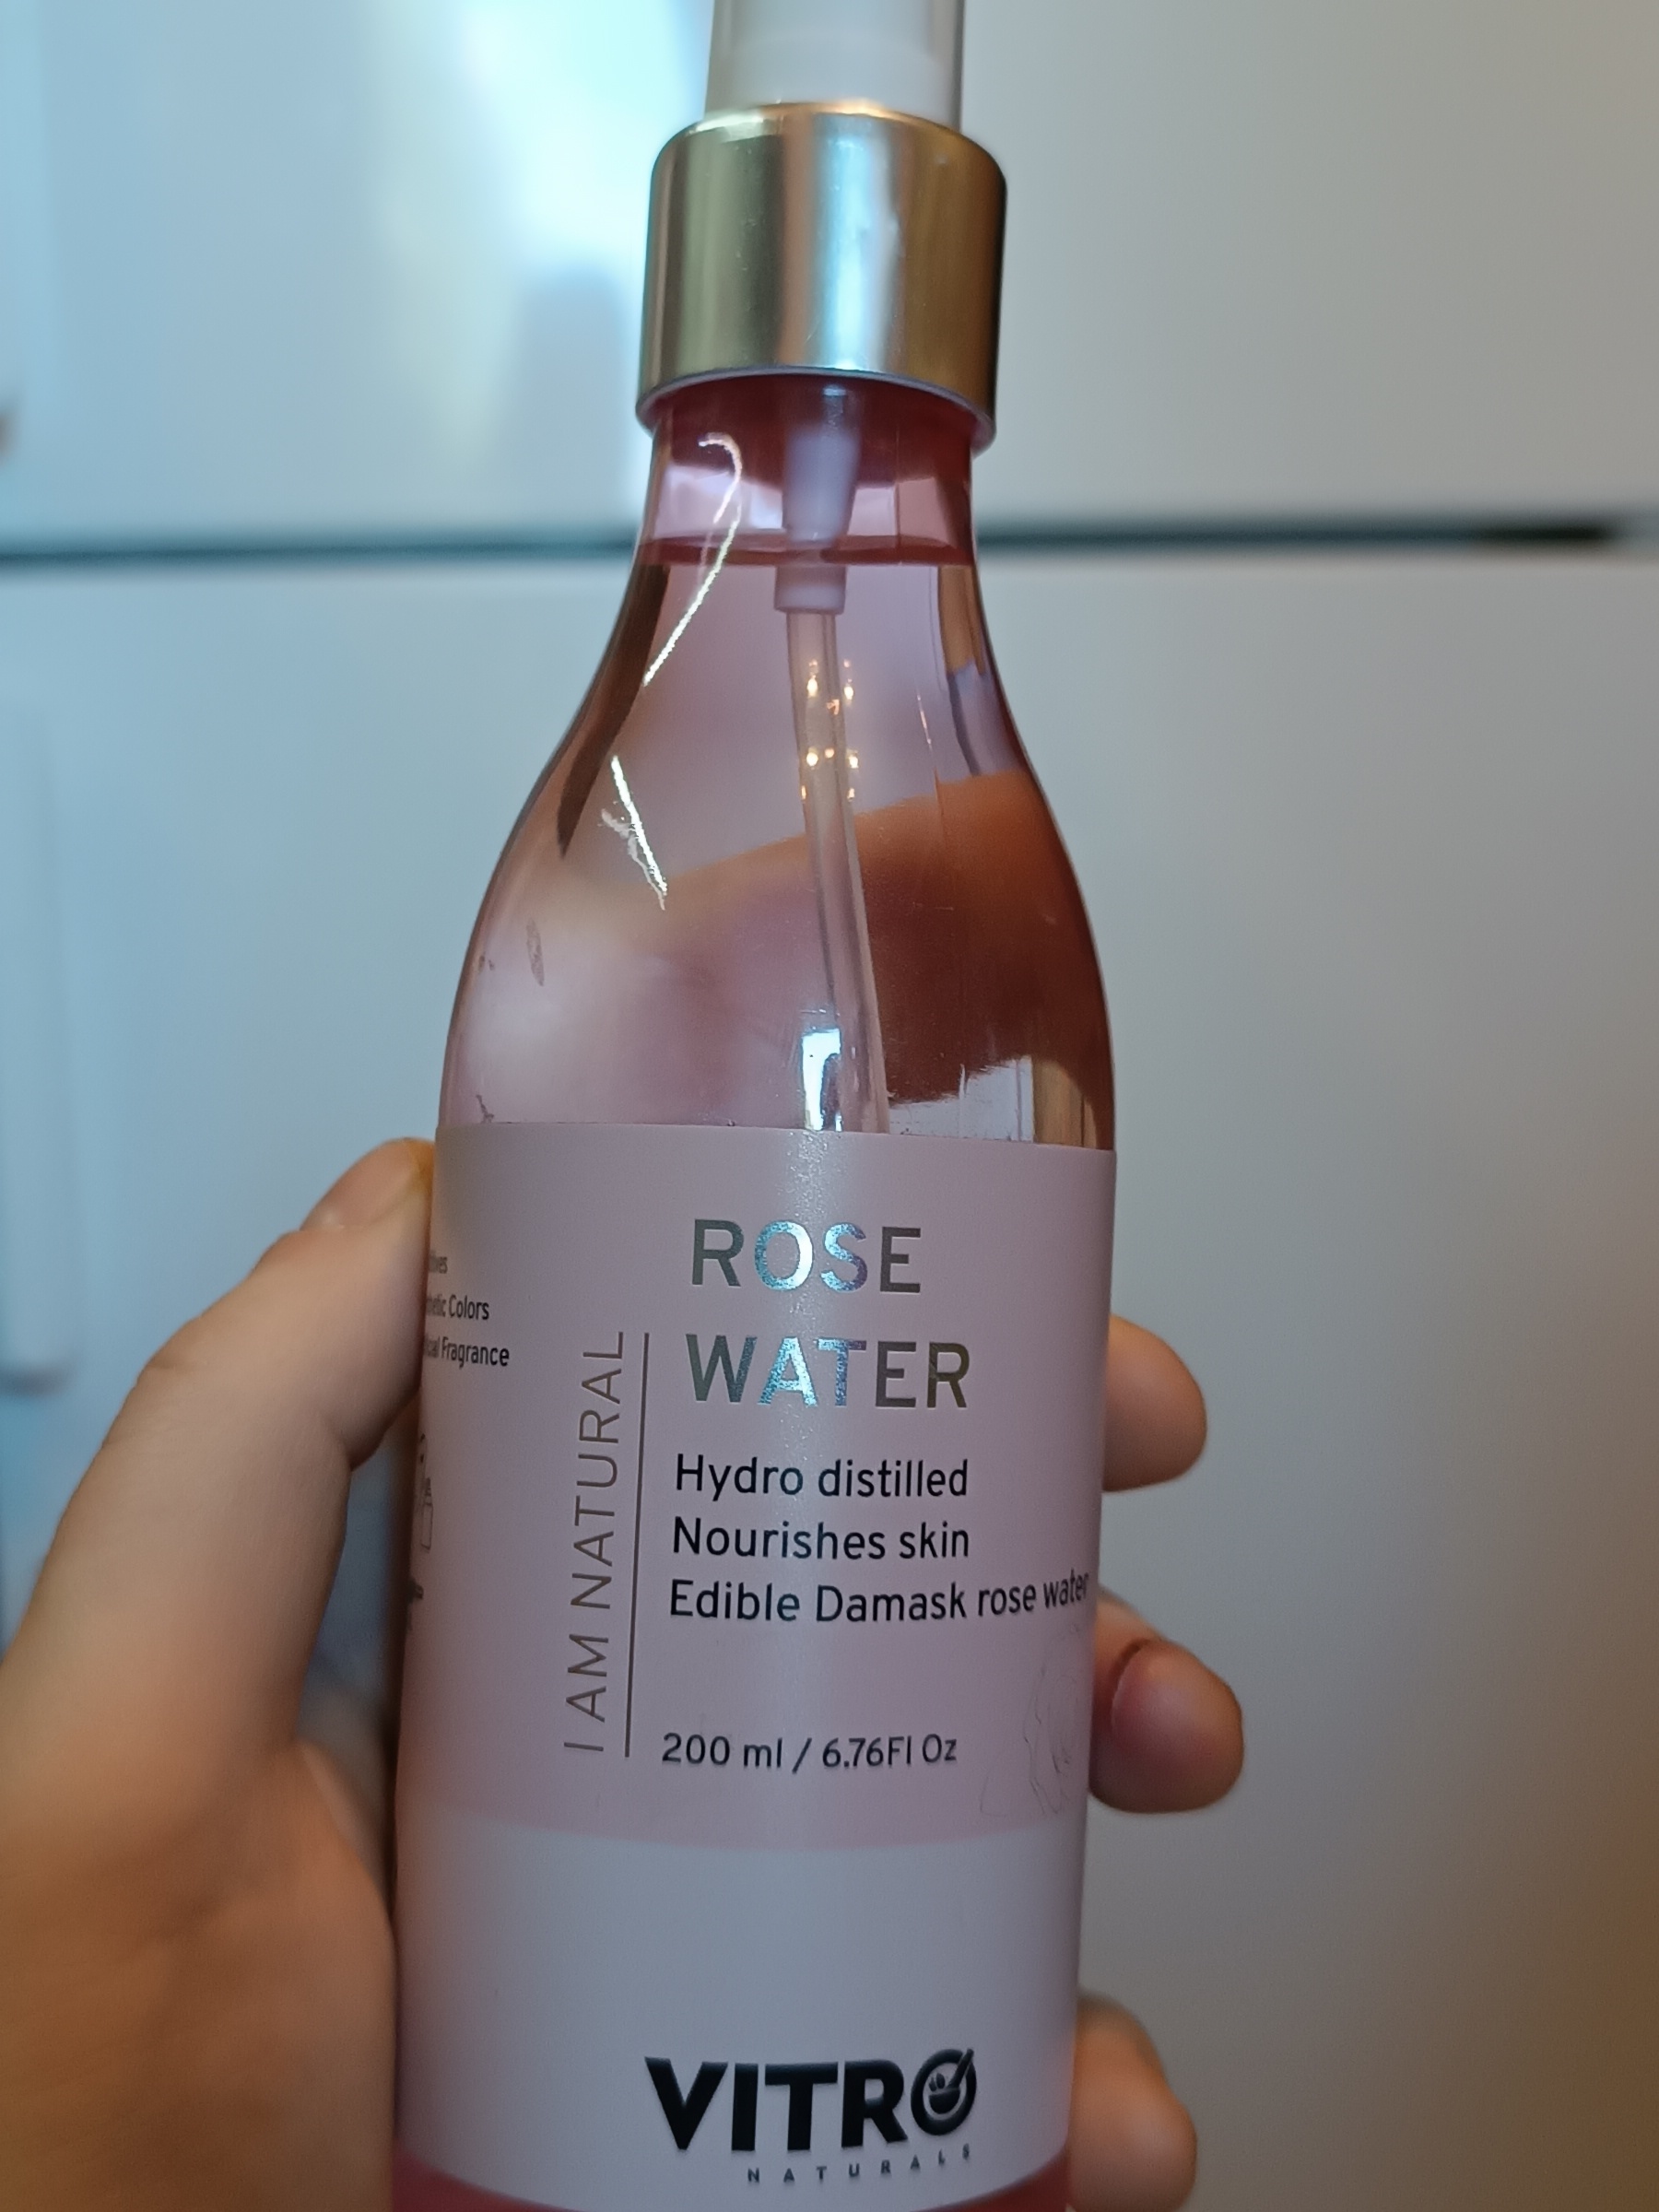 Colors
Fragrance
I AM NATURAL
ROSE
WATER
Hydro distilled
Nourishes skin
Edible Damask rose water
200 ml / 6.76Fl Oz
VITRO
NATURALS